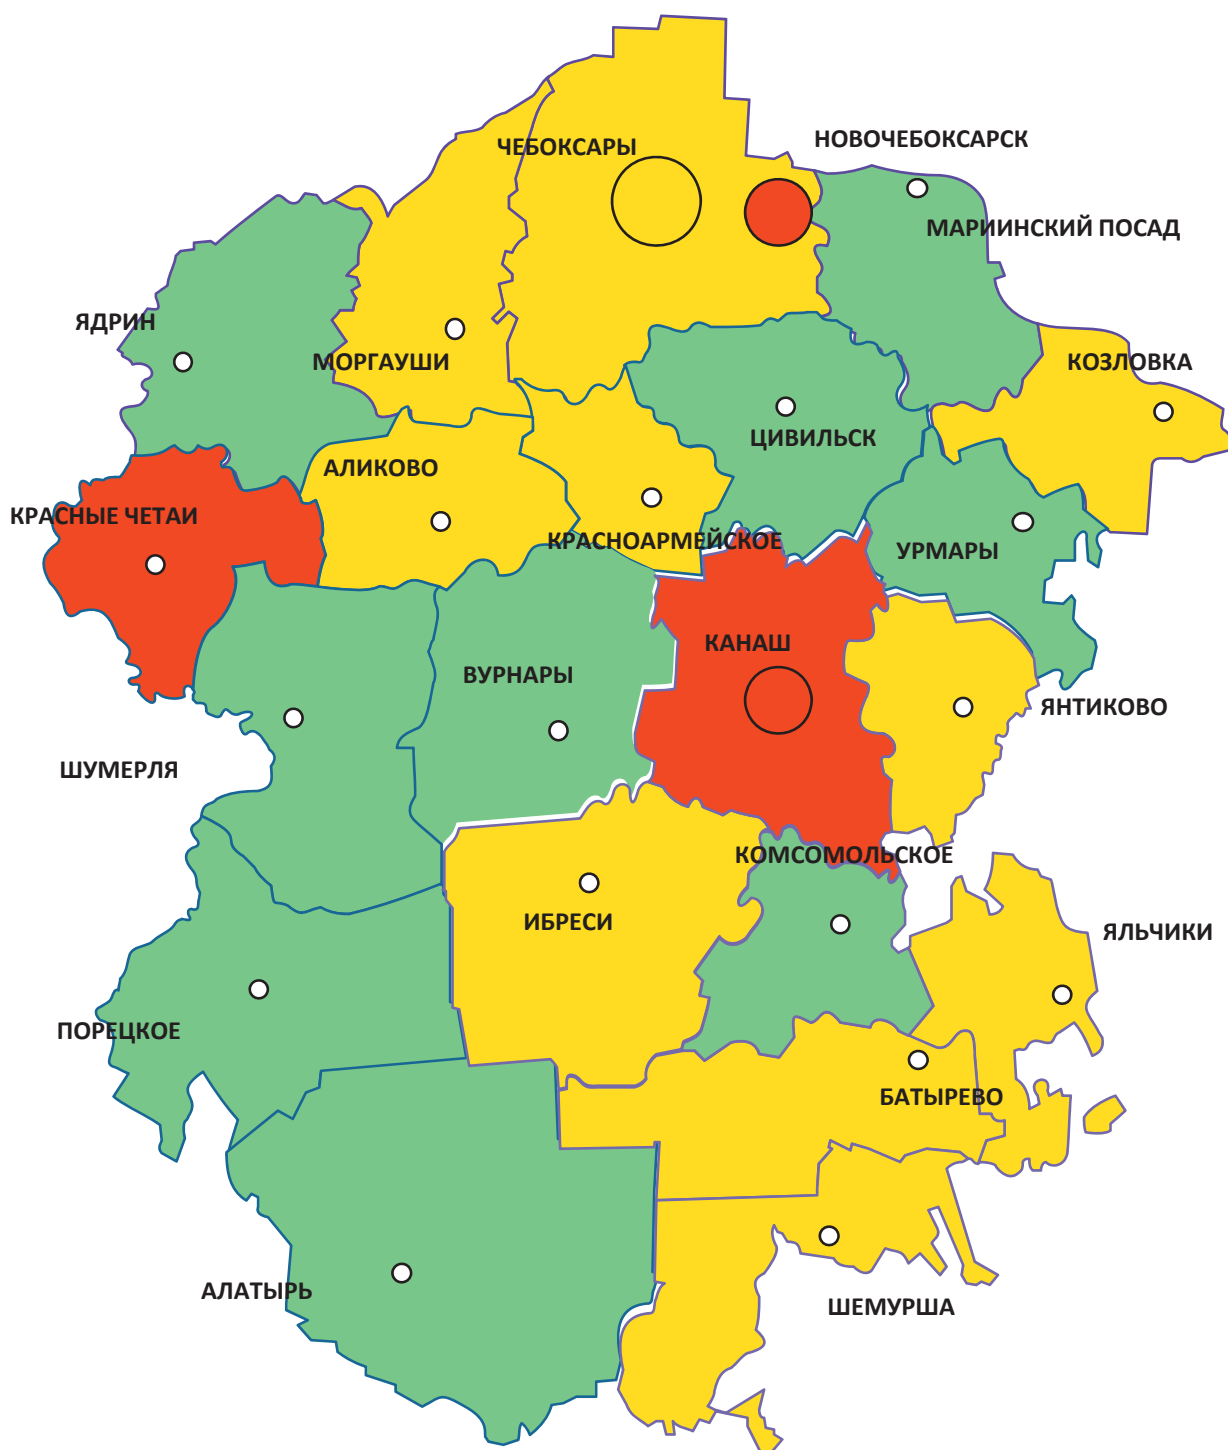 НОВОЧЕБОКСАРСК
ЧЕБОКСАРЫ
МАРИИНСКИЙ ПОСАД
ЯДРИН
МОРГАУШИ
КОЗЛОВКА
ЦИВИЛЬСК
АЛИКОВО
КРАСНЫЕ ЧЕТАИ
КРАСНОАРМЕЙСКОЕ
УРМАРЫ
КАНАШ
ВУРНАРЫ
ЯНТИКОВО
ШУМЕРЛЯ
КОМСОМОЛЬСКОЕ
ИБРЕСИ
ЯЛЬЧИКИ
ПОРЕЦКОЕ
БАТЫРЕВО
АЛАТЫРЬ
ШЕМУРША